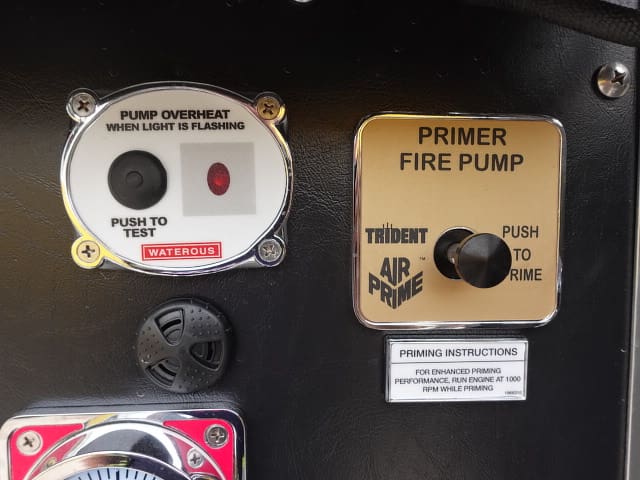 PUMP OVERHEAT
WHEN LIGHT IS FLASHING
PUSH TO
TEST
WATEROUS
PRIMER
FIRE PUMP
TRIDENT
AIR
PRIME
™
PUSH
TO
RIME
PRIMING INSTRUCTIONS
FOR ENHANCED PRIMING
PERFORMANCE, RUN ENGINE AT 1000
RPM WHILE PRIMING